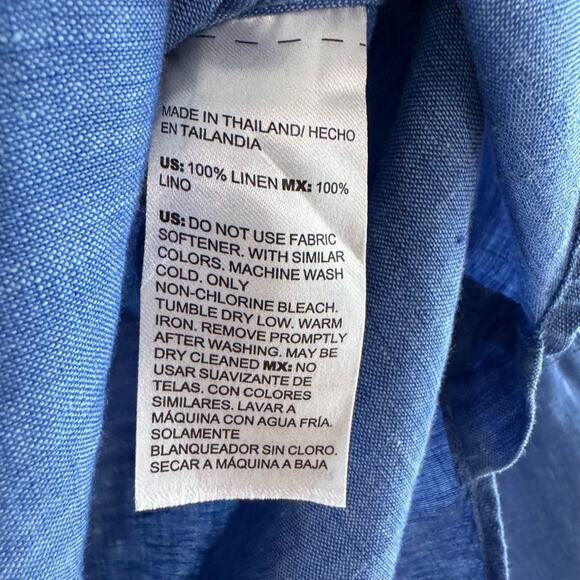 MADE IN THAILAND/ HECHO
EN TAILANDIA
US: 100% LINEN MX: 100%
LINO
US: DO NOT USE FABRIC
SOFTENER. WITH SIMILAR
COLORS. MACHINE WASH
COLD. ONLY
NON-CHLORINE BLEACH.
TUMBLE DRY LOW. WARM
IRON. REMOVE PROMPTLY
AFTER WASHING. MAY BE
DRY CLEANED MX: NO
USAR SUAVIZANTE DE
TELAS. CON COLORES
SIMILARES. LAVAR A
MÁQUINA CON AGUA FRÍA.
SOLAMENTE
BLANQUEADOR SIN CLORO.
SECAR A MÁQUINA A BAJA